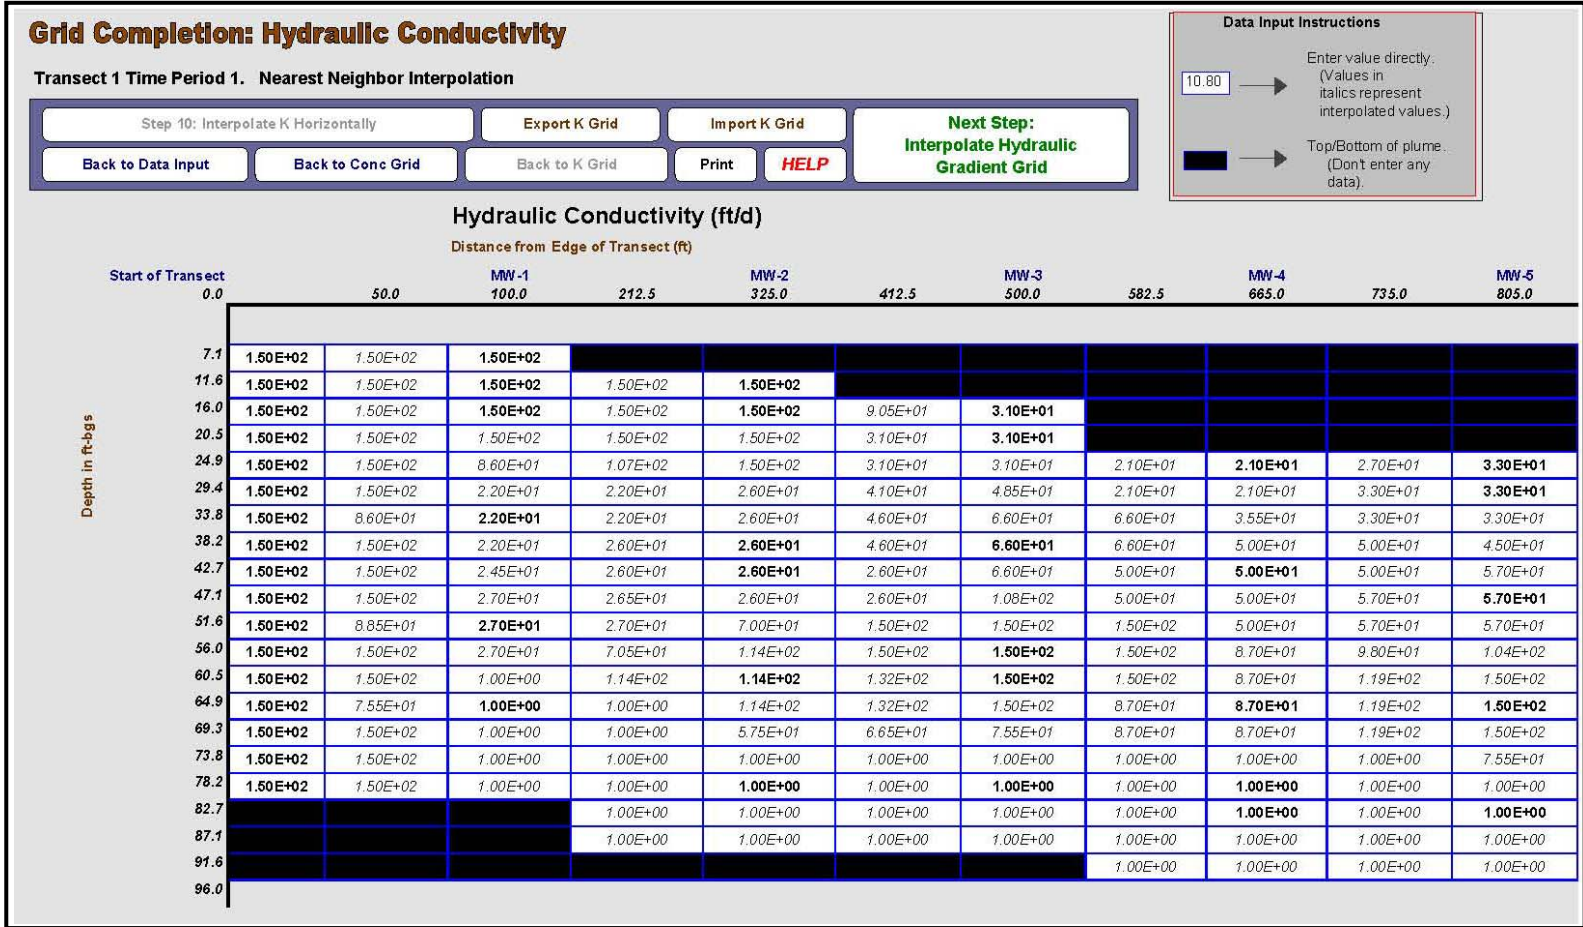 Grid Completion: Hydraulic Conductivity
Transect 1 Time Period 1. Nearest Neighbor Interpolation
Step 10: Interpolate K Horizontally
Export K Grid
Import K Grid
Next Step:
Interpolate Hydraulic
Gradient Grid
Back to Data Input
Back to Conc Grid
Back to K Grid
Print
HELP
Data Input Instructions
10.80
Enter value directly.
(Values in
italics represent
interpolated values.)
Top/Bottom of plume.
(Don't enter any
data).
Hydraulic Conductivity (ft/d)
Distance from Edge of Transect (ft)
Start of Transect MW-1 MW-2 MW-3 MW-4 MW-5
0.0 50.0 100.0 212.5 325.0 412.5 500.0 582.5 665.0 735.0 805.0
Depth in ft-bgs
7.1 1.50E+02 1.50E+02 1.50E+02
11.6 1.50E+02 1.50E+02 1.50E+02 1.50E+02 1.50E+02
16.0 1.50E+02 1.50E+02 1.50E+02 1.50E+02 1.50E+02 9.05E+01 3.10E+01
20.5 1.50E+02 1.50E+02 1.50E+02 1.50E+02 1.50E+02 3.10E+01 3.10E+01
24.9 1.50E+02 1.50E+02 8.60E+01 1.07E+02 1.50E+02 3.10E+01 3.10E+01 2.10E+01 2.10E+01 2.70E+01 3.30E+01
29.4 1.50E+02 1.50E+02 2.20E+01 2.20E+01 2.60E+01 4.10E+01 4.85E+01 2.10E+01 2.10E+01 3.30E+01 3.30E+01
33.8 1.50E+02 8.60E+01 2.20E+01 2.20E+01 2.60E+01 4.60E+01 6.60E+01 6.60E+01 3.55E+01 3.30E+01 3.30E+01
38.2 1.50E+02 1.50E+02 2.20E+01 2.60E+01 2.60E+01 4.60E+01 6.60E+01 6.60E+01 5.00E+01 5.00E+01 4.50E+01
42.7 1.50E+02 1.50E+02 2.45E+01 2.60E+01 2.60E+01 2.60E+01 6.60E+01 5.00E+01 5.00E+01 5.00E+01 5.70E+01
47.1 1.50E+02 1.50E+02 2.70E+01 2.65E+01 2.60E+01 2.60E+01 1.08E+02 5.00E+01 5.00E+01 5.70E+01 5.70E+01
51.6 1.50E+02 8.85E+01 2.70E+01 2.70E+01 7.00E+01 1.50E+02 1.50E+02 1.50E+02 5.00E+01 5.70E+01 5.70E+01
56.0 1.50E+02 1.50E+02 2.70E+01 7.05E+01 1.14E+02 1.50E+02 1.50E+02 1.50E+02 8.70E+01 9.80E+01 1.04E+02
60.5 1.50E+02 1.50E+02 1.00E+00 1.14E+02 1.14E+02 1.32E+02 1.50E+02 1.50E+02 8.70E+01 1.19E+02 1.50E+02
64.9 1.50E+02 7.55E+01 1.00E+00 1.00E+00 1.14E+02 1.32E+02 1.50E+02 8.70E+01 8.70E+01 1.19E+02 1.50E+02
69.3 1.50E+02 1.50E+02 1.00E+00 1.00E+00 5.75E+01 6.65E+01 7.55E+01 8.70E+01 8.70E+01 1.19E+02 1.50E+02
73.8 1.50E+02 1.50E+02 1.00E+00 1.00E+00 1.00E+00 1.00E+00 1.00E+00 1.00E+00 1.00E+00 1.00E+00 7.55E+01
78.2 1.50E+02 1.50E+02 1.00E+00 1.00E+00 1.00E+00 1.00E+00 1.00E+00 1.00E+00 1.00E+00 1.00E+00 1.00E+00
82.7 1.00E+00 1.00E+00 1.00E+00 1.00E+00 1.00E+00 1.00E+00 1.00E+00 1.00E+00
87.1 1.00E+00 1.00E+00 1.00E+00 1.00E+00 1.00E+00 1.00E+00 1.00E+00 1.00E+00
91.6 1.00E+00 1.00E+00 1.00E+00 1.00E+00
96.0